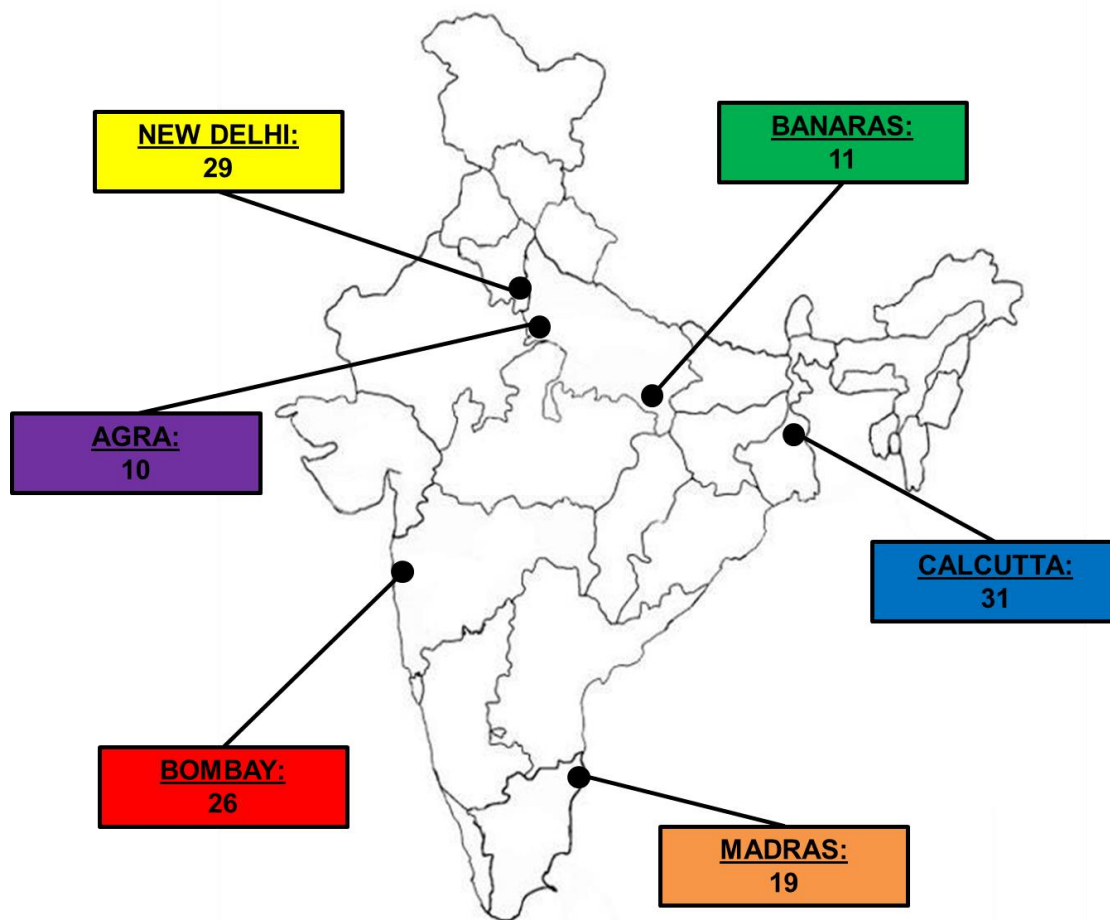 NEW DELHI:
29
BANARAS:
11
AGRA:
10
CALCUTTA:
31
BOMBAY:
26
MADRAS:
19